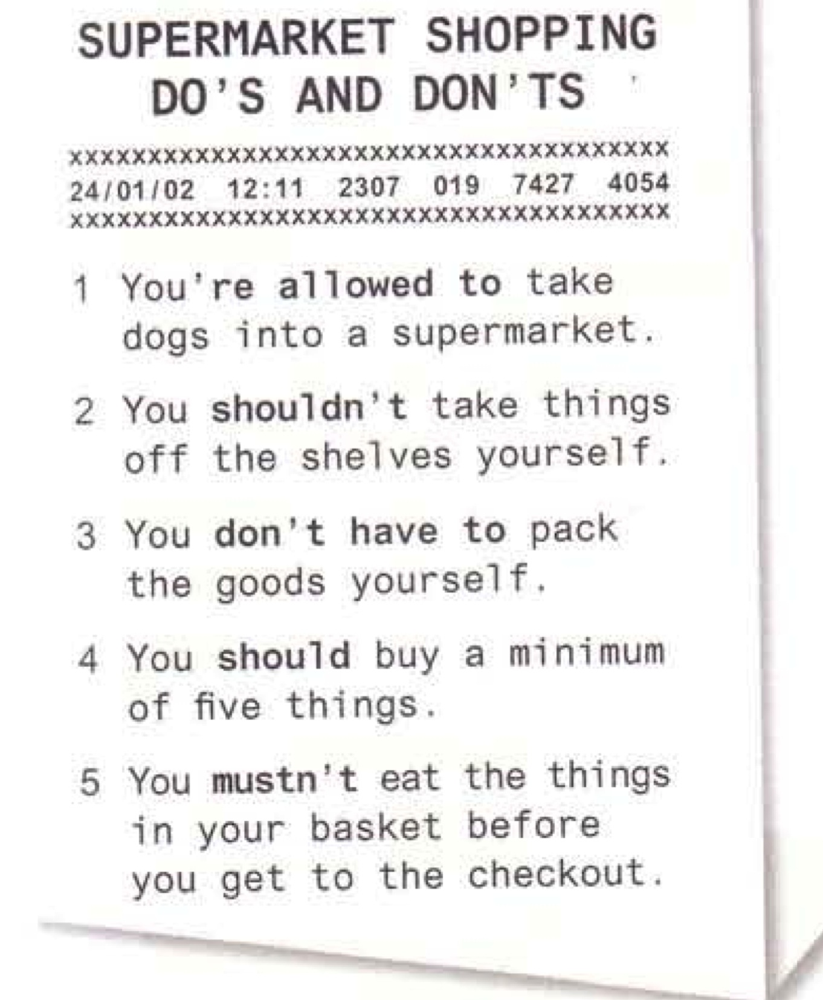 SUPERMARKET SHOPPING
DO'S AND DON'TS
xxxxxxxxxxxxxxxxxxxxxxxxxxxxxxxxxxxxxx
24/01/02 12:11 2307 019 7427 4054
xxxxxxxxxxxxxxxxxxxxxxxxxxxxxxxxxxxxxx
1 You're allowed to take
dogs into a supermarket.
2 You shouldn't take things
off the shelves yourself.
3 You don't have to pack
the goods yourself.
4 You should buy a minimum
of five things.
5 You mustn't eat the things
in your basket before
you get to the checkout.